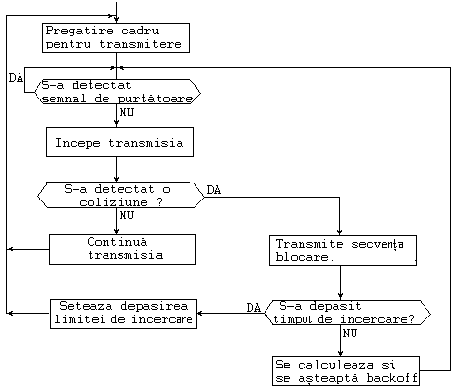 Pregatire cadru
pentru transmitere
DA
S-a detectat
semnal de purtătoare
NU
Incepe transmisia
S-a detectat o
coliziune ?
DA
NU
Continuă
transmisia
Transmite secvența
blocare.
Seteaza depasirea
limitei de incercare
DA
S-a depasit
timpul de incercare?
NU
Se calculeaza si
se așteaptă backoff